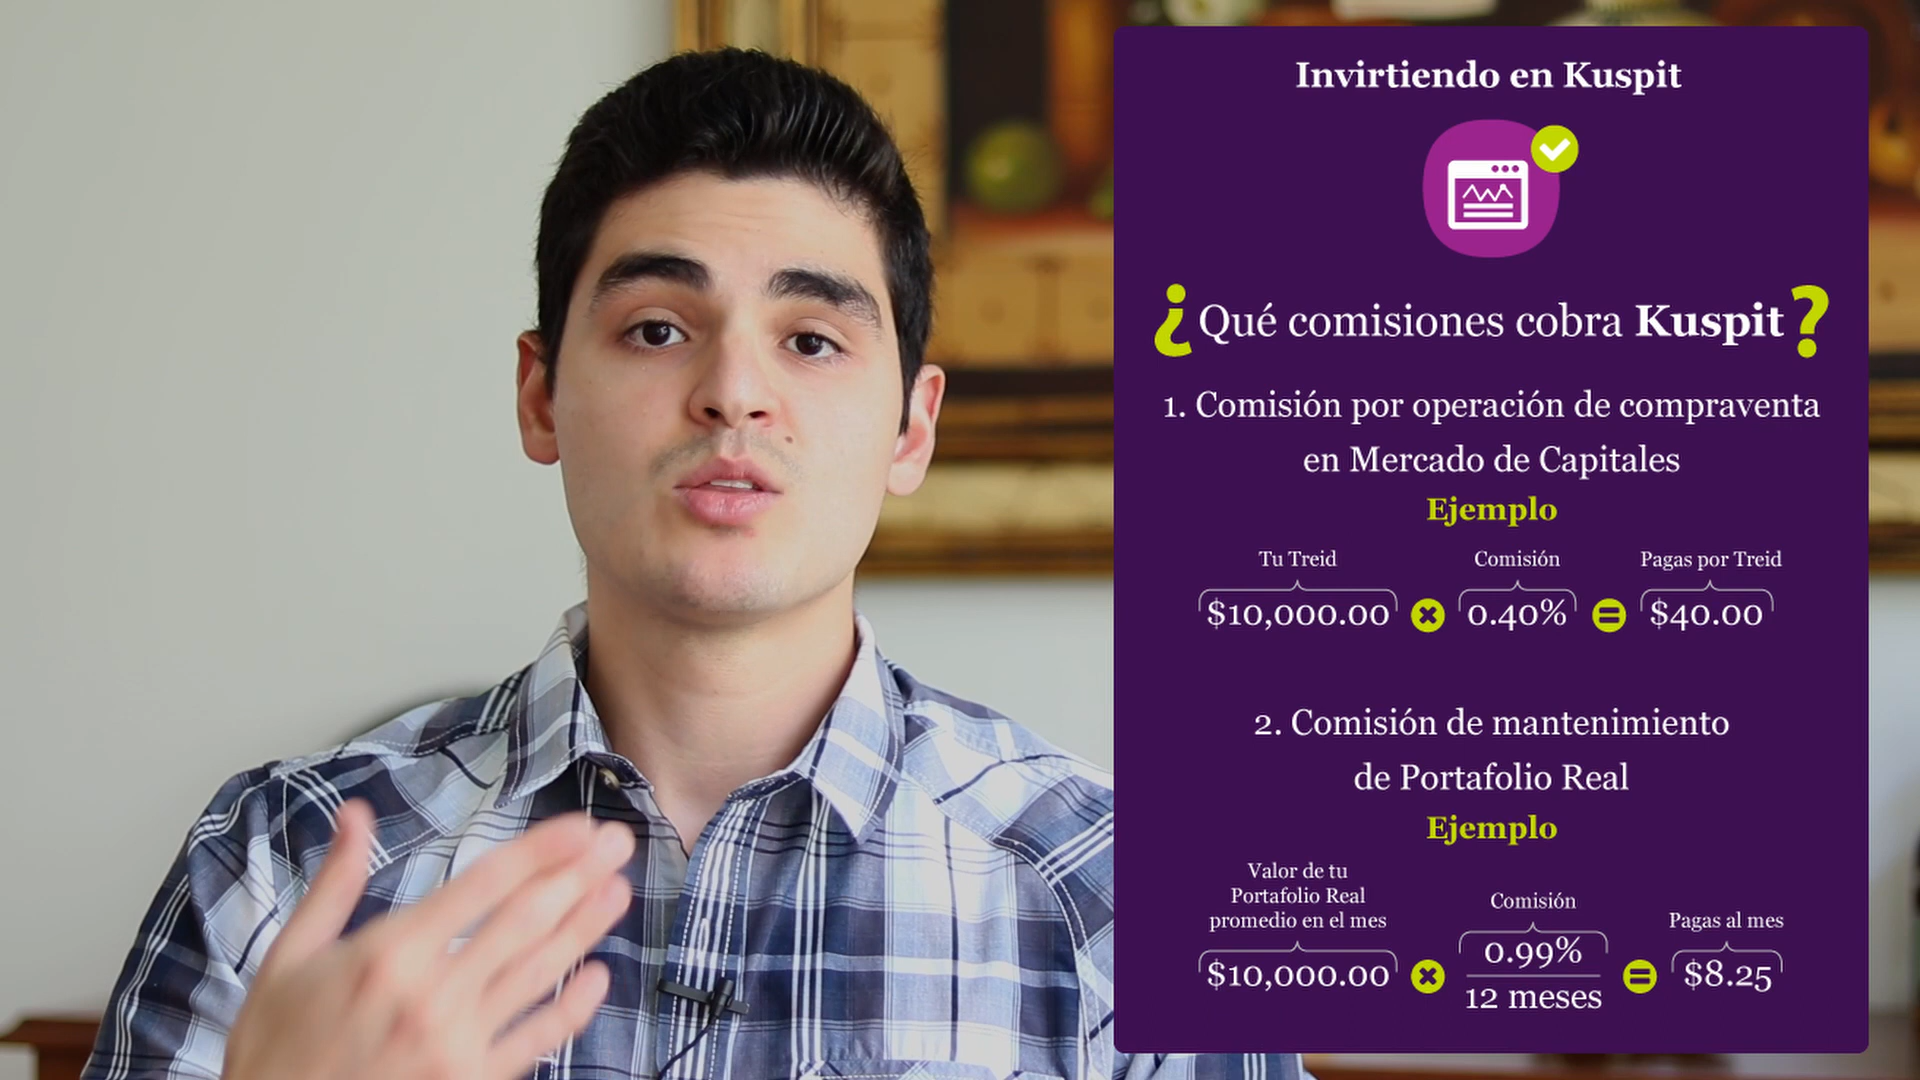 Invirtiendo en Kuspit
¿Qué comisiones cobra Kuspit?
1. Comisión por operación de compraventa
en Mercado de Capitales
Ejemplo
Tu Treid Comisión Pagas por Treid
$10,000.00 × 0.40% = $40.00
2. Comisión de mantenimiento
de Portafolio Real
Ejemplo
Valor de tu
Portafolio Real
promedio en el mes
Comisión
Pagas al mes
$10,000.00 × 0.99% = $8.25
12 meses